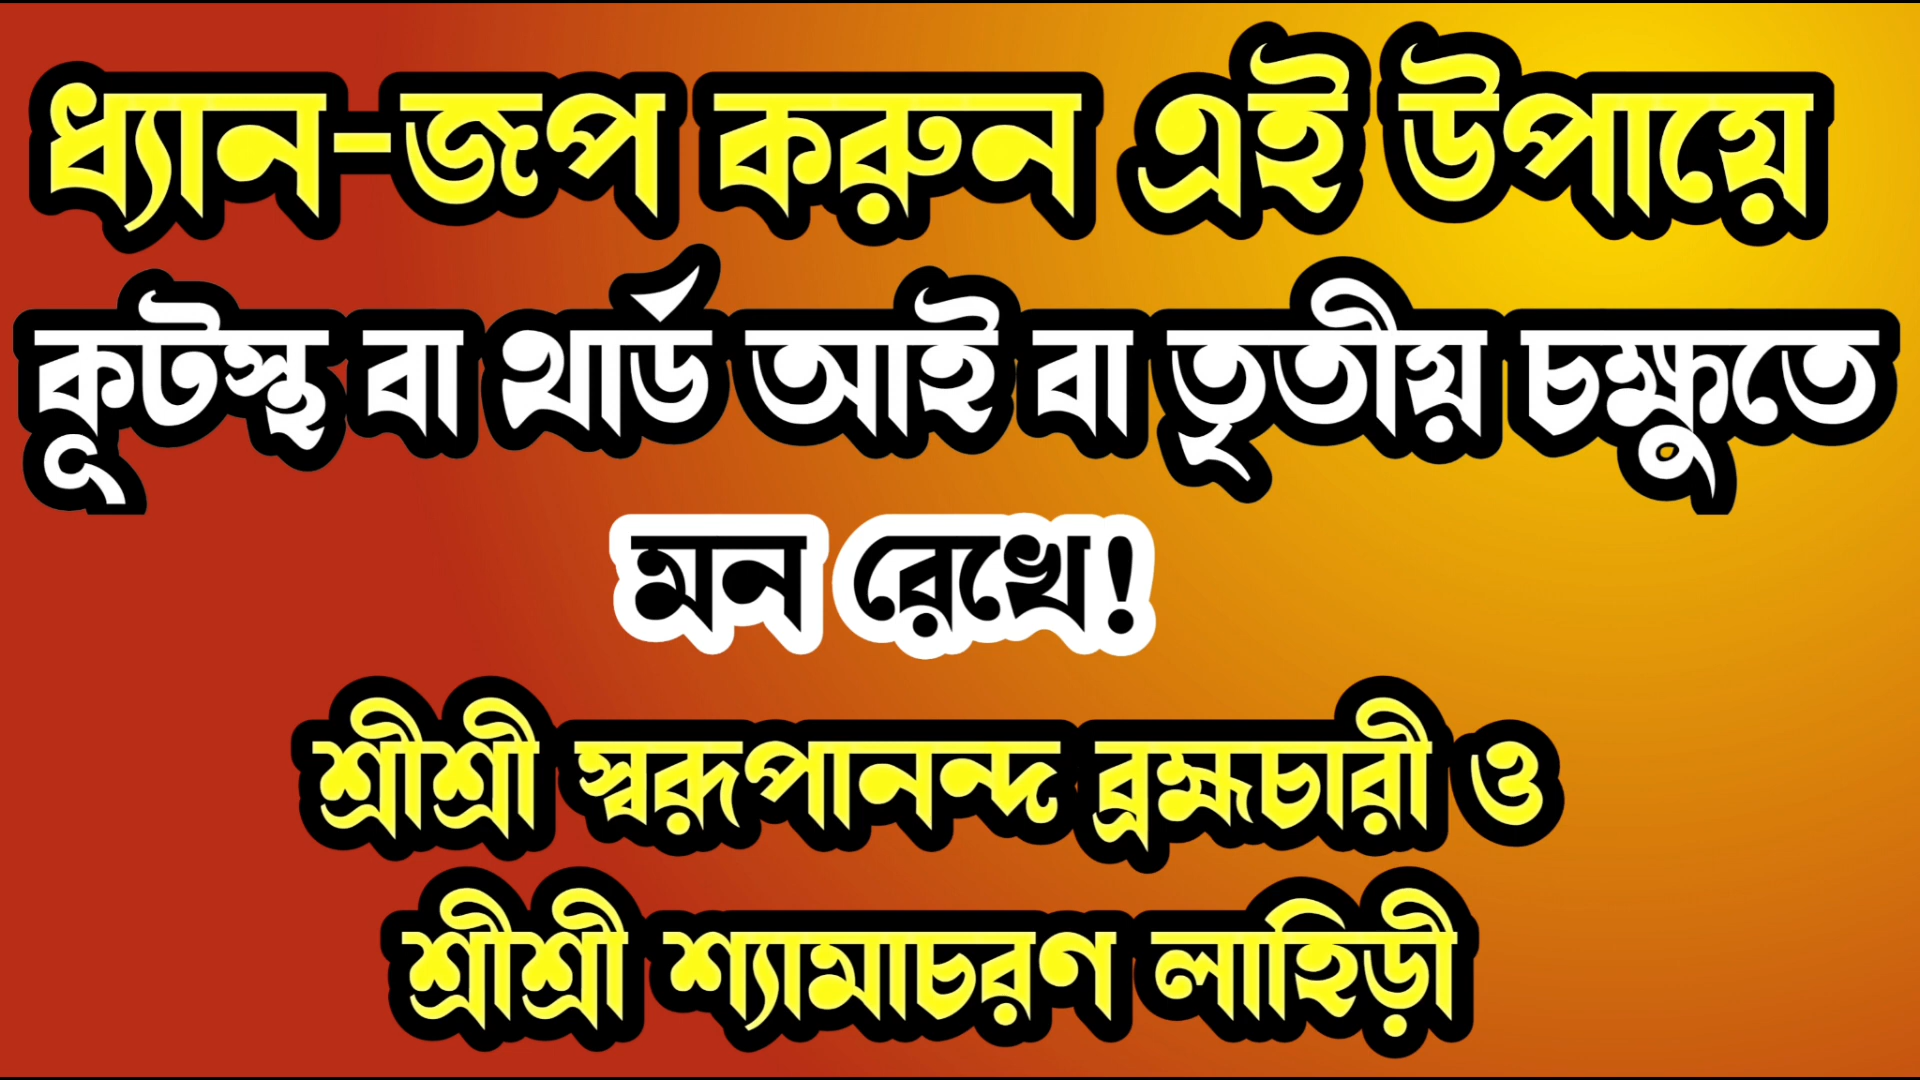 ধ্যান-জপ করুন এই উপায়ে
কূটস্থ বা থার্ড আই বা তৃতীয় চক্ষুতে
মন রেখে!
শ্রীশ্রী স্বরূপানন্দ ব্রহ্মচারী ও
শ্রীশ্রী শ্যামাচরণ লাহিড়ী